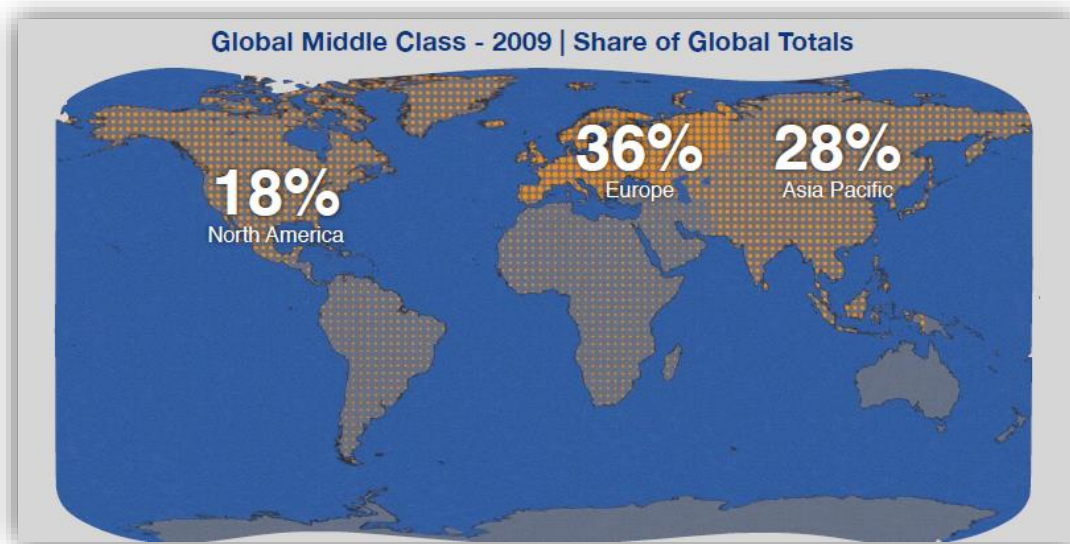 Global Middle Class - 2009 | Share of Global Totals
18%
North America
36%
Europe
28%
Asia Pacific